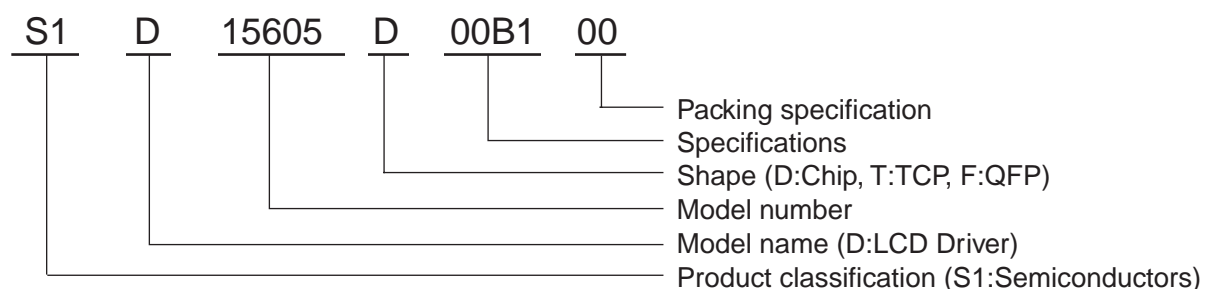 S1 D 15605 D 00B1 00
Packing specification
Specifications
Shape (D:Chip, T:TCP, F:QFP)
Model number
Model name (D:LCD Driver)
Product classification (S1:Semiconductors)